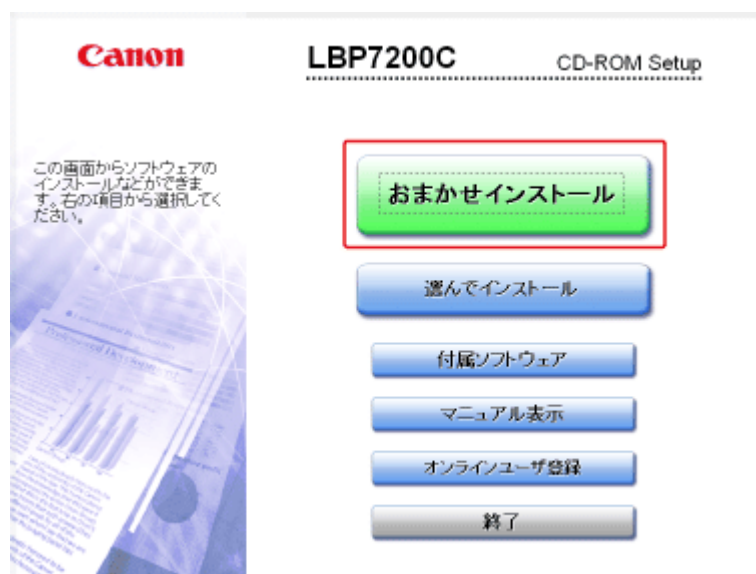 Canon
LBP7200C
CD-ROM Setup
この画面からソフトウェアの
インストールなどができま
す。右の項目から選択してく
ださい。
おまかせインストール
選んでインストール
付属ソフトウェア
マニュアル表示
オンラインユーザ登録
終了